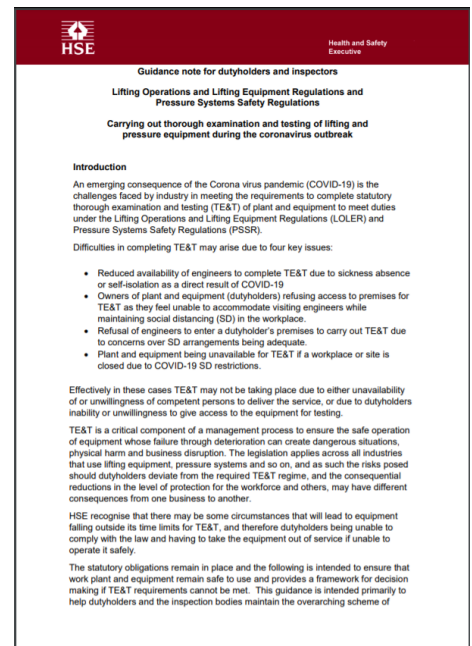 HSE
Health and Safety
Executive
Guidance note for dutyholders and inspectors
Lifting Operations and Lifting Equipment Regulations and
Pressure Systems Safety Regulations
Carrying out thorough examination and testing of lifting and
pressure equipment during the coronavirus outbreak
Introduction
An emerging consequence of the Corona virus pandemic (COVID-19) is the
challenges faced by industry in meeting the requirements to complete statutory
thorough examination and testing (TE&T) of plant and equipment to meet duties
under the Lifting Operations and Lifting Equipment Regulations (LOLER) and
Pressure Systems Safety Regulations (PSSR).
Difficulties in completing TE&T may arise due to four key issues:
• Reduced availability of engineers to complete TE&T due to sickness absence
or self-isolation as a direct result of COVID-19
• Owners of plant and equipment (dutyholders) refusing access to premises for
TE&T as they feel unable to accommodate visiting engineers while
maintaining social distancing (SD) in the workplace.
• Refusal of engineers to enter a dutyholder's premises to carry out TE&T due
to concerns over SD arrangements being adequate.
• Plant and equipment being unavailable for TE&T if a workplace or site is
closed due to COVID-19 SD restrictions.
Effectively in these cases TE&T may not be taking place due to either unavailability
of or unwillingness of competent persons to deliver the service, or due to dutyholders
inability or unwillingness to give access to the equipment for testing.
TE&T is a critical component of a management process to ensure the safe operation
of equipment whose failure through deterioration can create dangerous situations,
physical harm and business disruption. The legislation applies across all industries
that use lifting equipment, pressure systems and so on, and as such the risks posed
should dutyholders deviate from the required TE&T regime, and the consequential
reductions in the level of protection for the workforce and others, may have different
consequences from one business to another.
HSE recognise that there may be some circumstances that will lead to equipment
falling outside its time limits for TE&T, and therefore dutyholders being unable to
comply with the law and having to take the equipment out of service if unable to
operate it safely.
The statutory obligations remain in place and the following is intended to ensure that
work plant and equipment remain safe to use and provides a framework for decision
making if TE&T requirements cannot be met. This guidance is intended primarily to
help dutyholders and the inspection bodies maintain the overarching scheme of